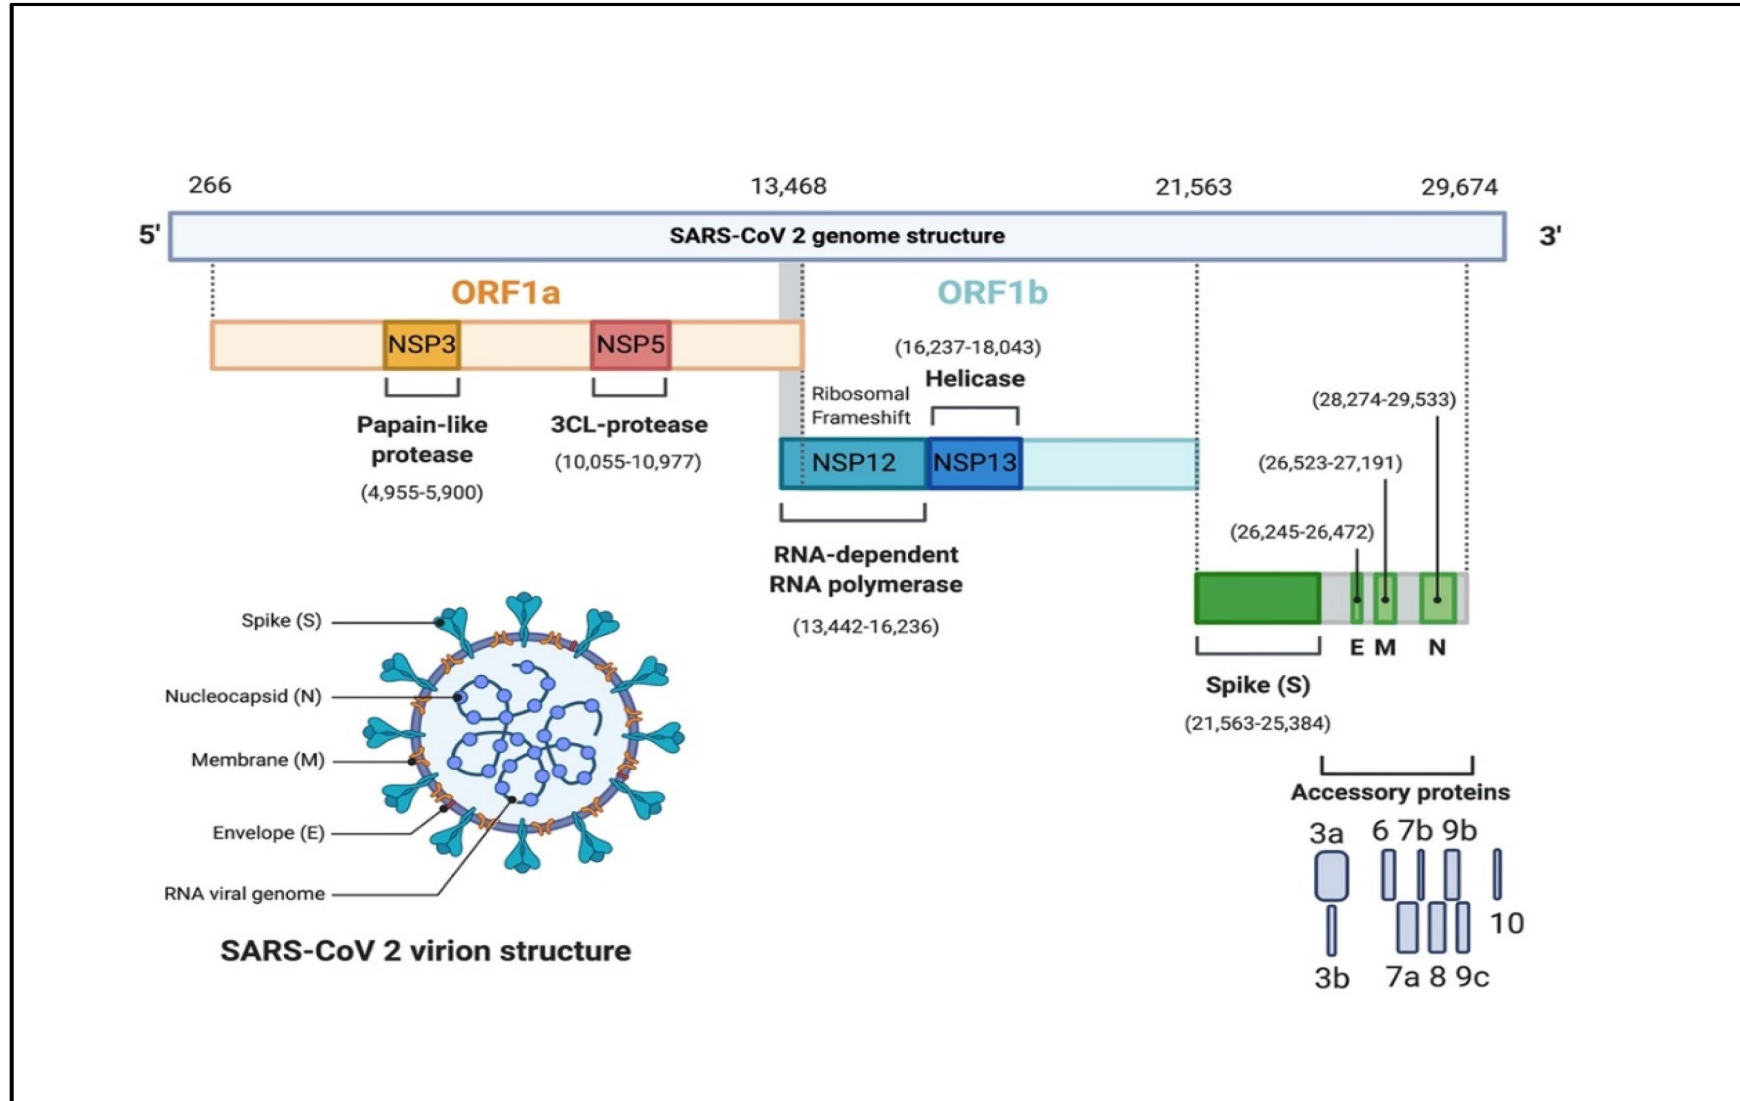 266
13,468
21,563
29,674
5'
SARS-CoV 2 genome structure
3'
ORF1a
ORF1b
NSP3
NSP5
(16,237-18,043)
Helicase
Papain-like
protease
(4,955-5,900)
3CL-protease
(10,055-10,977)
Ribosomal
Frameshift
NSP12
NSP13
RNA-dependent
RNA polymerase
(13,442-16,236)
(28,274-29,533)
(26,523-27,191)
(26,245-26,472)
E M N
Spike (S)
(21,563-25,384)
Accessory proteins
3a
6 7b 9b
10
3b
7a 8 9c
Spike (S)
Nucleocapsid (N)
Membrane (M)
Envelope (E)
RNA viral genome
SARS-CoV 2 virion structure